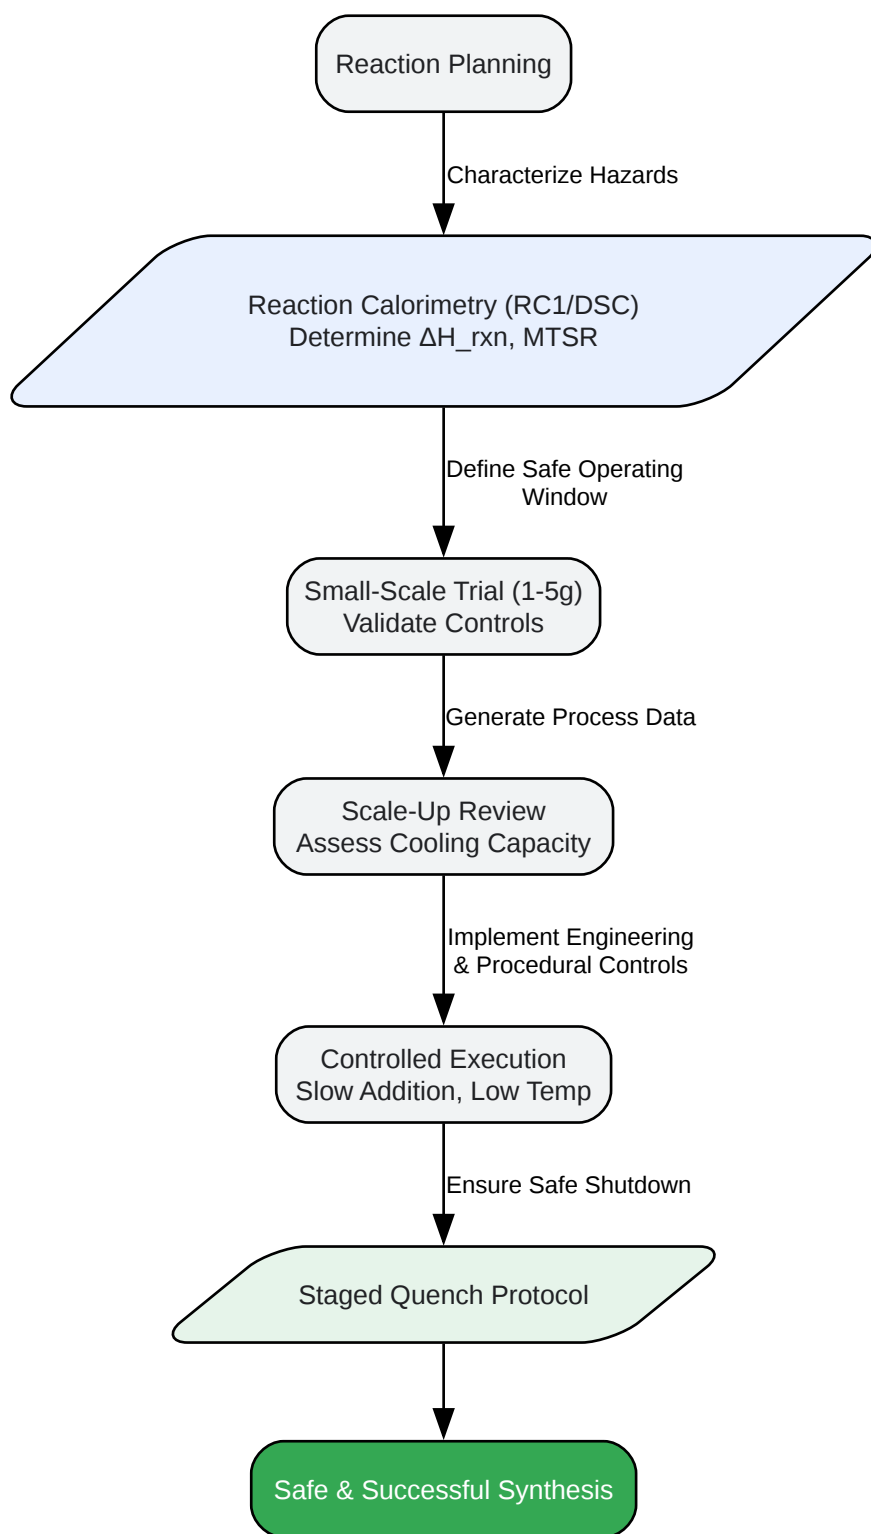 Reaction Planning
Characterize Hazards
Reaction Calorimetry (RC1/DSC)
Determine ΔH_rxn, MTSR
Define Safe Operating
Window
Small-Scale Trial (1-5g)
Validate Controls
Generate Process Data
Scale-Up Review
Assess Cooling Capacity
Implement Engineering
& Procedural Controls
Controlled Execution
Slow Addition, Low Temp
Ensure Safe Shutdown
Staged Quench Protocol
Safe & Successful Synthesis